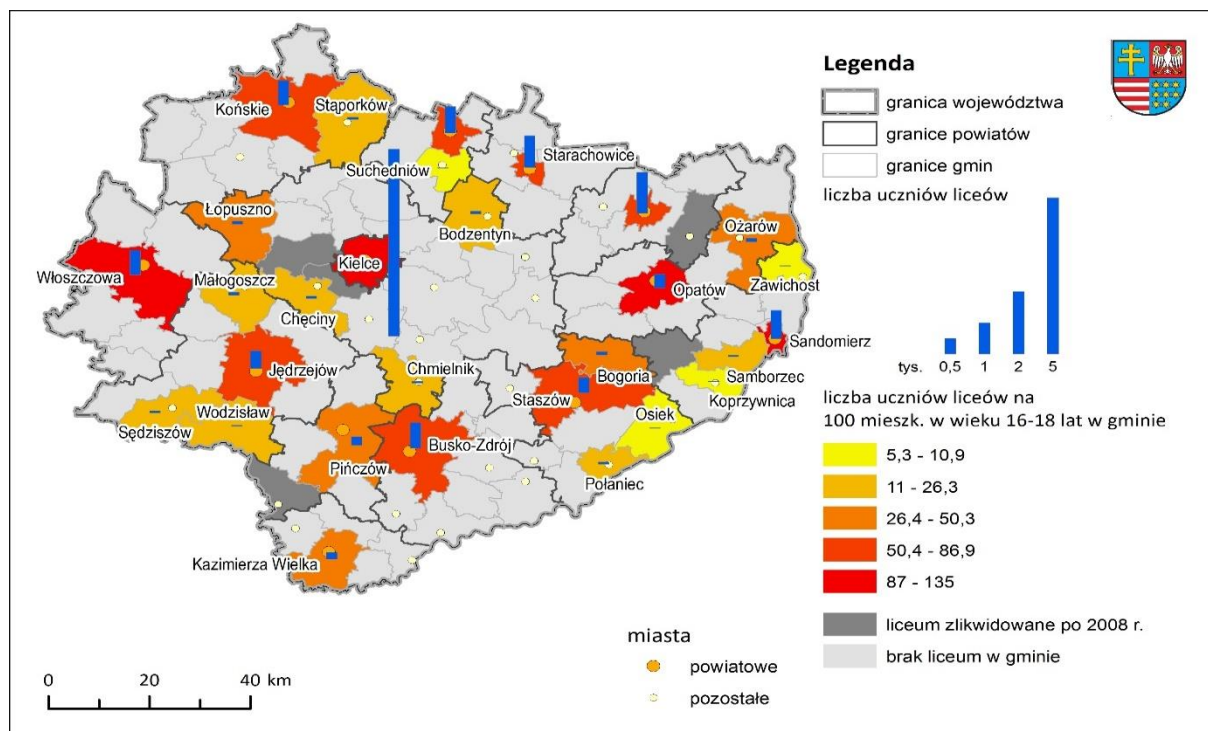 Końskie
Stąporków
Suchedniów
Starachowice
Łopuszno
Bodzentyn
Ożarów
Włoszczowa
Małogoszcz
Kielce
Zawichost
Opatów
Chęciny
Sandomierz
Jędrzejów
Chmielnik
Bogoria
Samborzec
Staszów
Koprzywnica
Wodzisław
Osiek
Sędziszów
Busko-Zdrój
Pińczów
Połaniec
Kazimierza Wielka
0 20 40 km
miasta
powiatowe
pozostałe
Legenda
granica województwa
granice powiatów
granice gmin
liczba uczniów liceów
tys. 0,5 1 2 5
liczba uczniów liceów na
100 mieszk. w wieku 16-18 lat w gminie
5,3 - 10,9
11 - 26,3
26,4 - 50,3
50,4 - 86,9
87 - 135
liceum zlikwidowane po 2008 r.
brak liceum w gminie